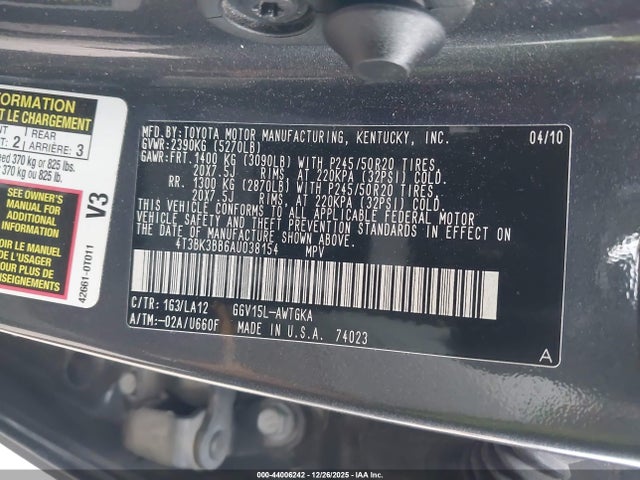 FORMATION
T LE CHARGEMENT
NT 2 REAR ARRIÈRE 3
eed 370 kg or 825 lbs.
370 kg ou 825 lb.
SEE OWNER'S
MANUAL FOR
ADDITIONAL
INFORMATION
OIR LE MANUEL
DE L'USAGER
POUR PLUS DE
RENSEIGNEMENTS
V3
42661-0T011
MFD.BY:TOYOTA MOTOR MANUFACTURING, KENTUCKY, INC. 04/10
GVWR:2390KG (5270LB)
GAWR:FRT. 1400 KG (3090LB) WITH P245/50R20 TIRES,
20X7.5J RIMS, AT 220KPA (32PSI) COLD
RR. 1300 KG (2870LB) WITH P245/50R20 TIRES,
20X7.5J RIMS, AT 220KPA (32PSI) COLD
THIS VEHICLE CONFORMS TO ALL APPLICABLE FEDERAL MOTOR
VEHICLE SAFETY AND THEFT PREVENTION STANDARDS IN EFFECT ON
THE DATE OF MANUFACTURE SHOWN ABOVE.
4T3BK3BB6AU038154 MPV
C/TR: 1G3/LA12 GGV15L-AWTGKA
A/TM:-02A/U660F MADE IN U.S.A. 74023
A
000-44006242 • 12/26/2025 • IAA Inc.